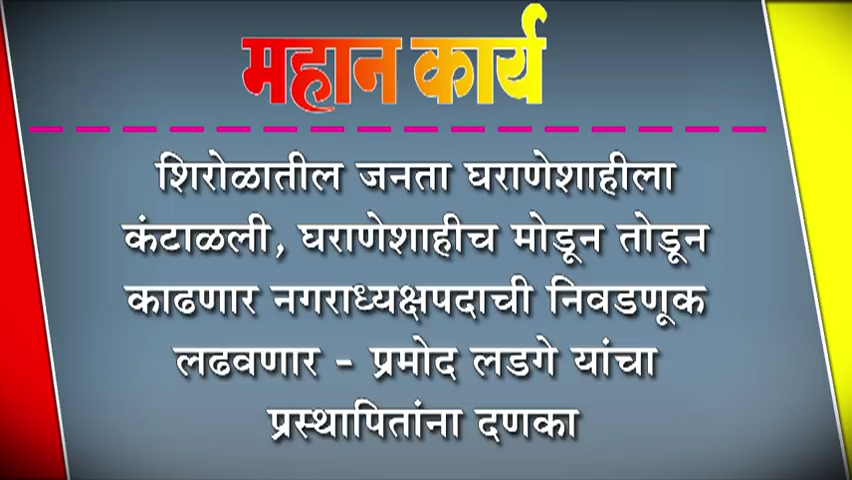 महान कार्य
शिरोळातील जनता घराणेशाहीला
कंटाळली, घराणेशाहीच मोडून तोडून
काढणार नगराध्यक्षपदाची निवडणूक
लढवणार - प्रमोद लडगे यांचा
प्रस्थापितांना दणका